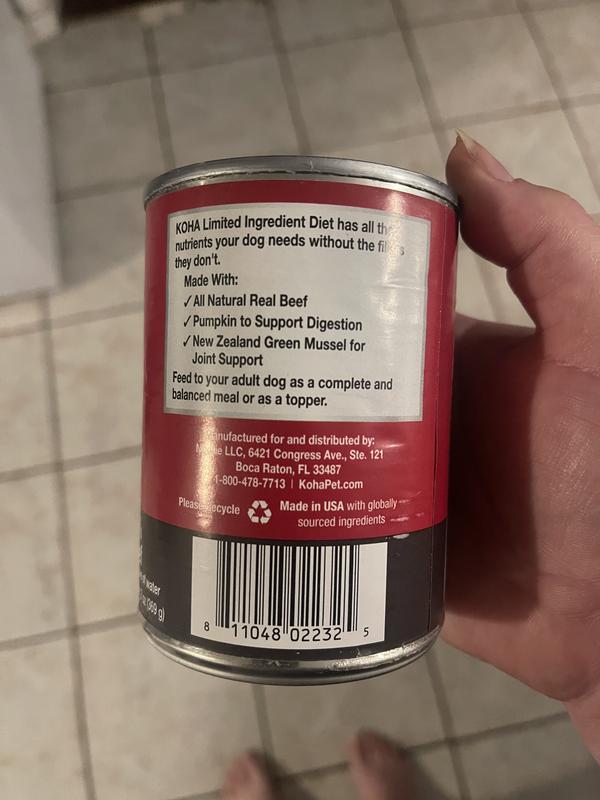 KOHA Limited Ingredient Diet has all the
nutrients your dog needs without the fillers
they don't.
Made With:
✓All Natural Real Beef
✓Pumpkin to Support Digestion
✓New Zealand Green Mussel for
Joint Support
Feed to your adult dog as a complete and
balanced meal or as a topper.
Manufactured for and distributed by:
LLC, 6421 Congress Ave., Ste. 121
Boca Raton, FL 33487
1-800-478-7713 | KohaPet.com
Please Recycle
Made in USA with globally
sourced ingredients
of water
oz (369 g)
8 11048 02232 5